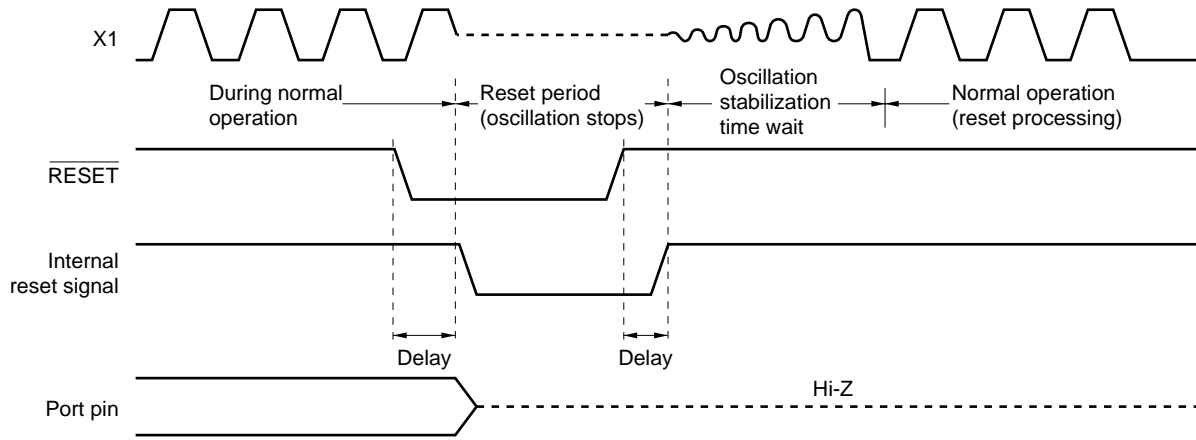 X1
During normal
operation
Reset period
(oscillation stops)
Oscillation
stabilization
time wait
Normal operation
(reset processing)
RESET
Internal
reset signal
Delay
Delay
Hi-Z
Port pin